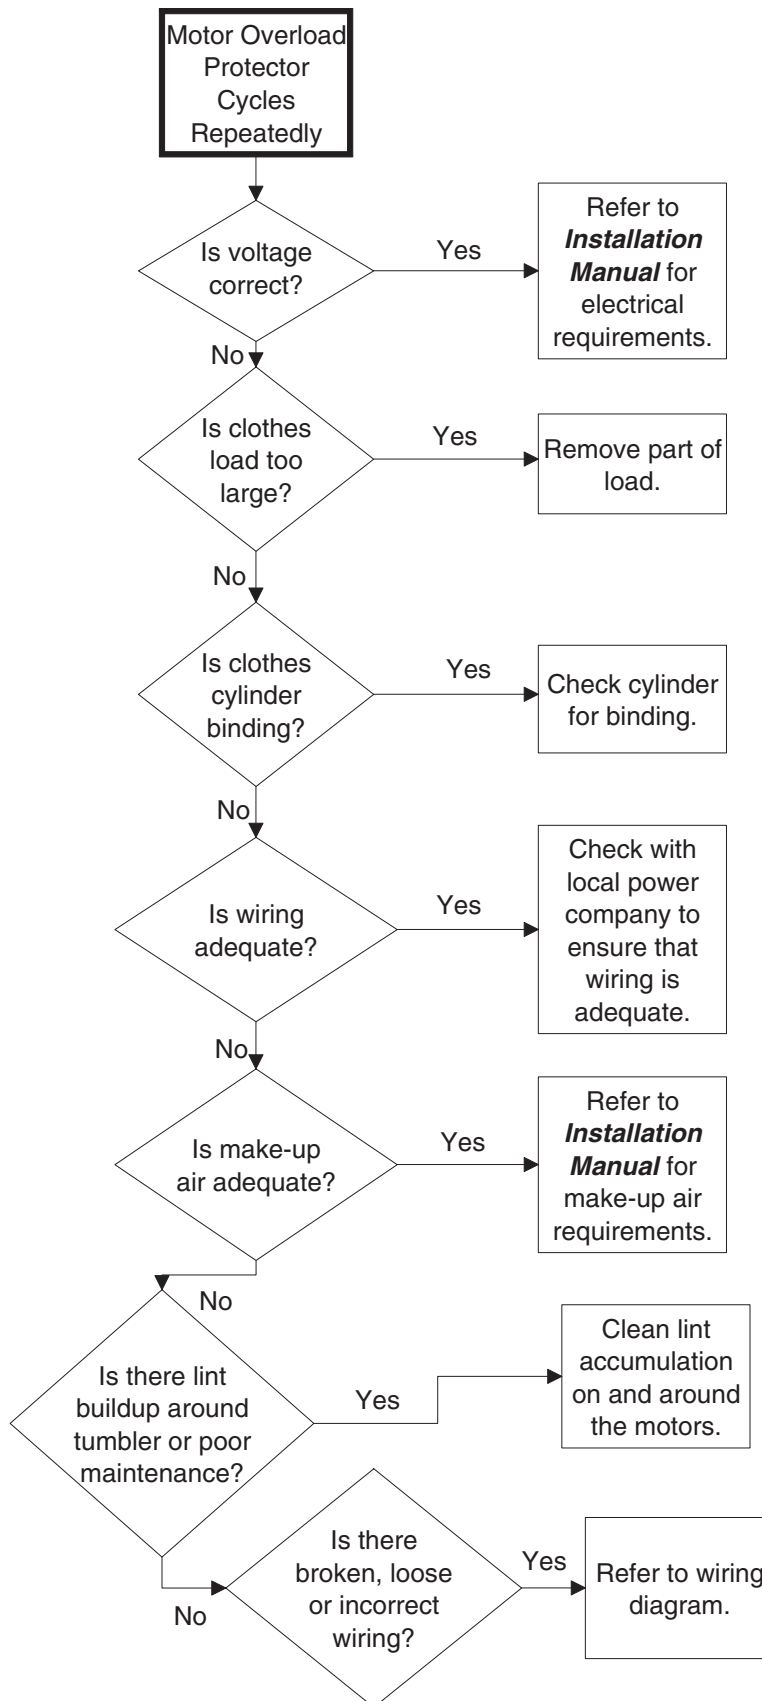 Motor Overload
Protector
Cycles
Repeatedly
Is voltage
correct?
Yes
Refer to
Installation
Manual for
electrical
requirements.
No
Is clothes
load too
large?
Yes
Remove part of
load.
No
Is clothes
cylinder
binding?
Yes
Check cylinder
for binding.
No
Is wiring
adequate?
Yes
Check with
local power
company to
ensure that
wiring is
adequate.
No
Is make-up
air adequate?
Yes
Refer to
Installation
Manual for
make-up air
requirements.
No
Is there lint
buildup around
tumbler or poor
maintenance?
Yes
Clean lint
accumulation
on and around
the motors.
No
Is there
broken, loose
or incorrect
wiring?
Yes
Refer to wiring
diagram.